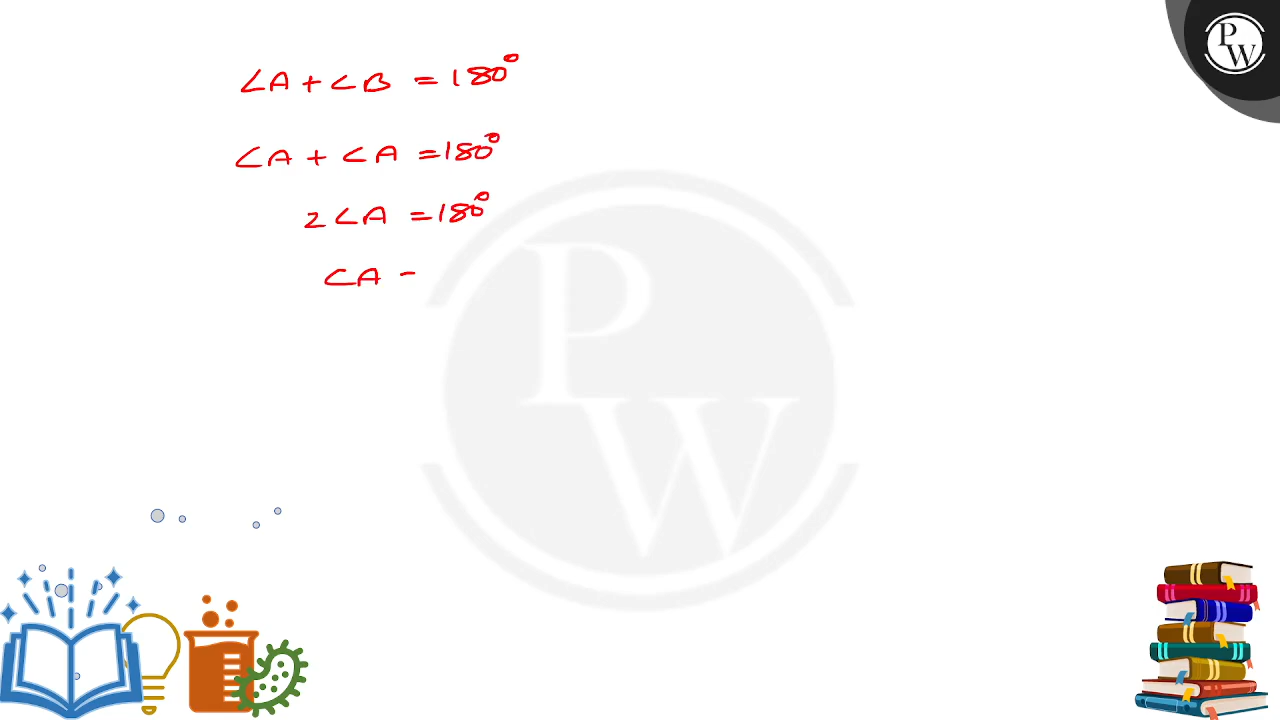 ∠A + ∠B = 180°
∠A + ∠A = 180°
2∠A = 180°
∠A =
P
W
P
W